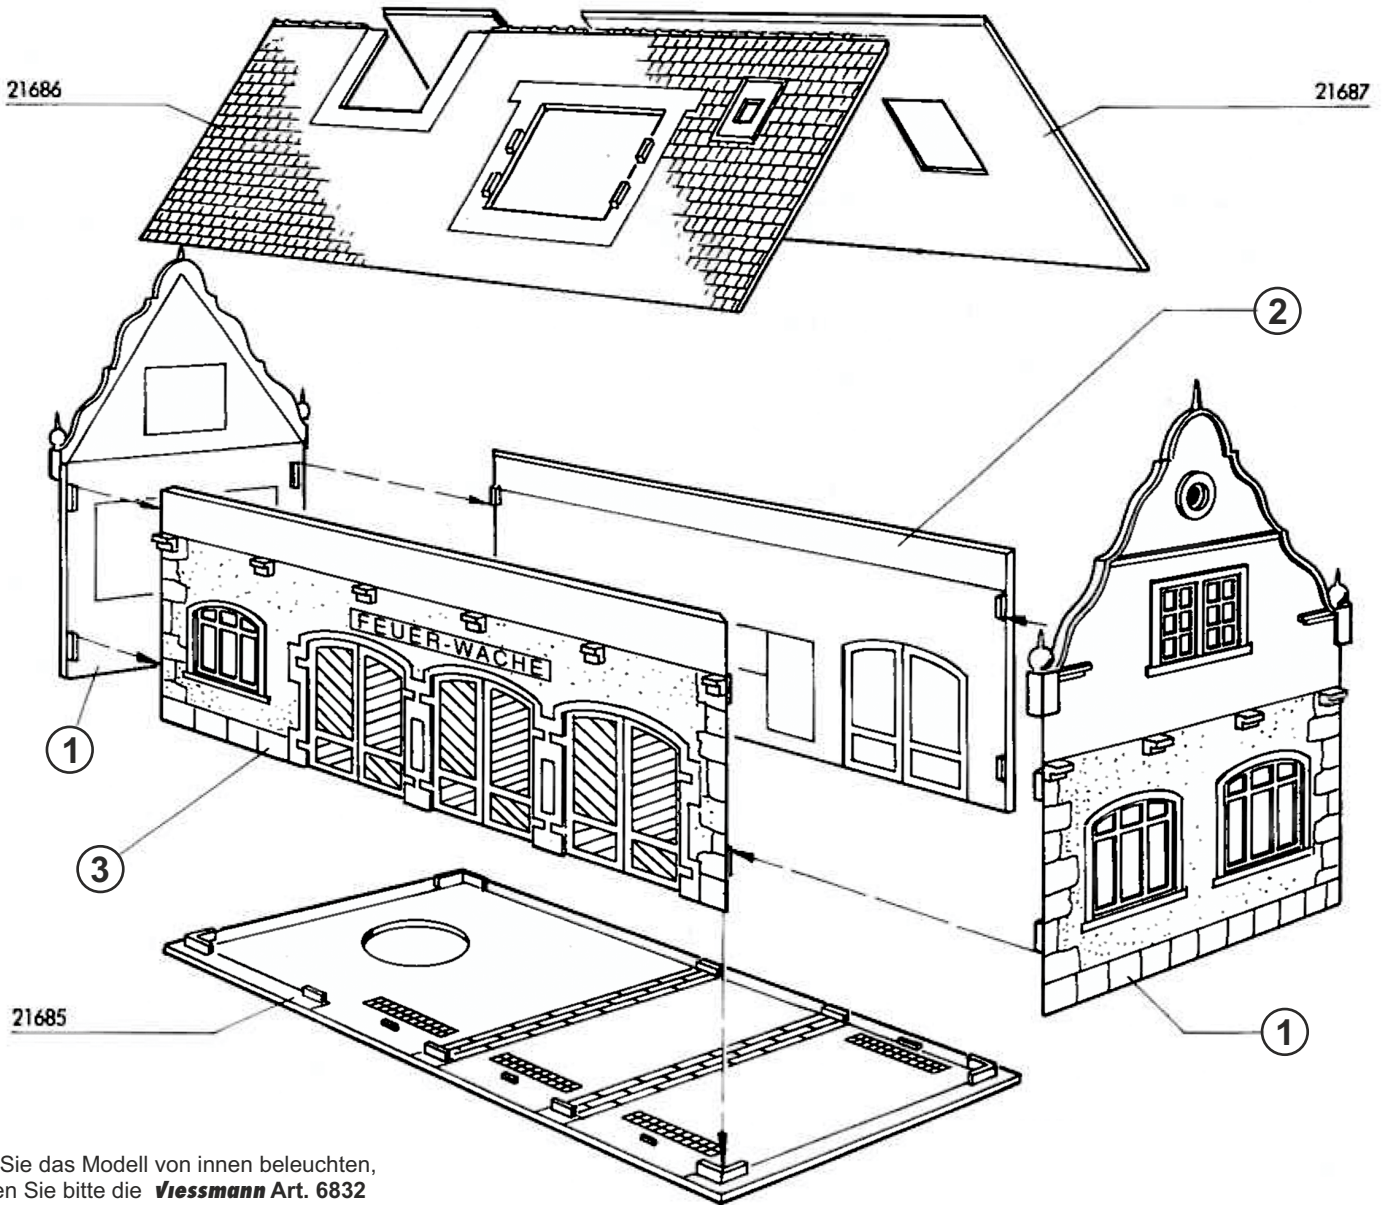 21686
21687
2
FEUER-WACHE
1
3
21685
1
Sie das Modell von innen beleuchten,
en Sie bitte die Viessmann Art. 6832